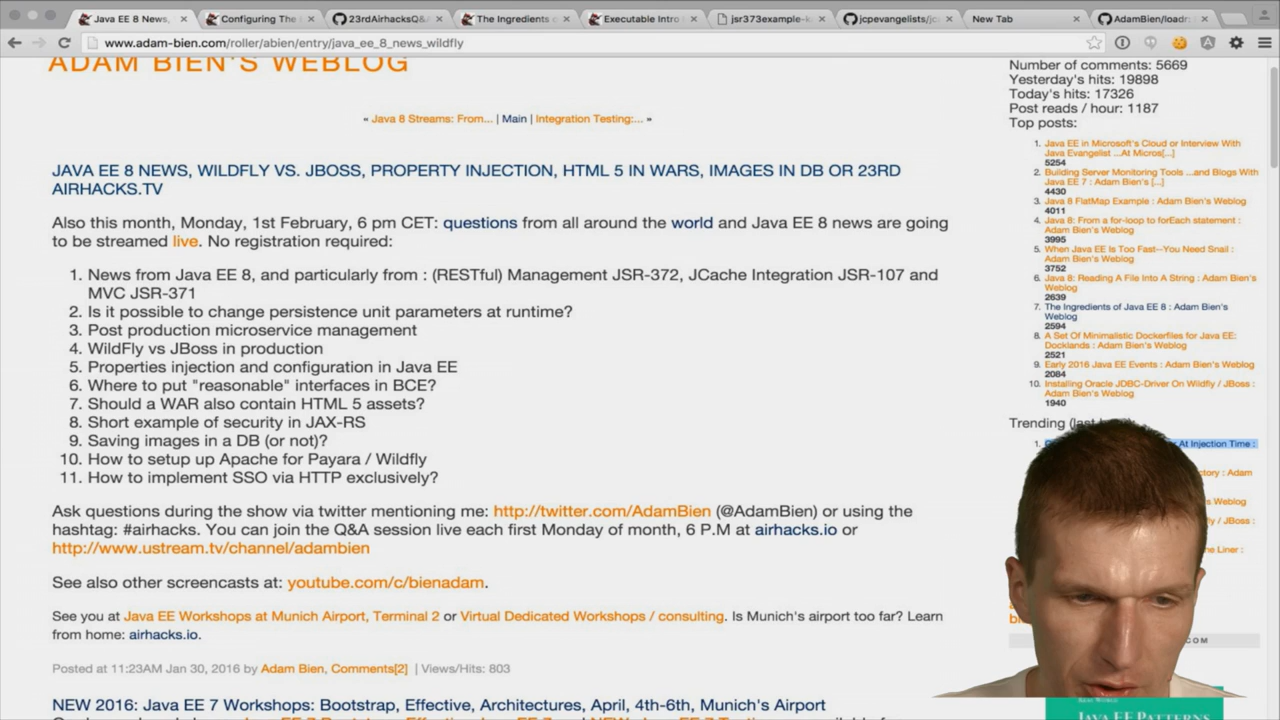 Java EE 8 News,
Configuring The
23rdAirhacksQ&
The Ingredients o
Executable Intro
jsr373example-
jcpevangelists/jc
New Tab
AdamBien/loadr
www.adam-bien.com/roller/abien/entry/java_ee_8_news_wildfly
ADAM BIEN'S WEBLOG
« Java 8 Streams: From... | Main | Integration Testing:... »
JAVA EE 8 NEWS, WILDFLY VS. JBOSS, PROPERTY INJECTION, HTML 5 IN WARS, IMAGES IN DB OR 23RD
AIRHACKS.TV
Also this month, Monday, 1st February, 6 pm CET: questions from all around the world and Java EE 8 news are going
to be streamed live. No registration required:
1. News from Java EE 8, and particularly from : (RESTful) Management JSR-372, JCache Integration JSR-107 and
MVC JSR-371
2. Is it possible to change persistence unit parameters at runtime?
3. Post production microservice management
4. WildFly vs JBoss in production
5. Properties injection and configuration in Java EE
6. Where to put "reasonable" interfaces in BCE?
7. Should a WAR also contain HTML 5 assets?
8. Short example of security in JAX-RS
9. Saving images in a DB (or not)?
10. How to setup up Apache for Payara / Wildfly
11. How to implement SSO via HTTP exclusively?
Ask questions during the show via twitter mentioning me: http://twitter.com/AdamBien (@AdamBien) or using the
hashtag: #airhacks. You can join the Q&A session live each first Monday of month, 6 P.M at airhacks.io or
http://www.ustream.tv/channel/adambien
See also other screencasts at: youtube.com/c/bienadam.
See you at Java EE Workshops at Munich Airport, Terminal 2 or Virtual Dedicated Workshops / consulting. Is Munich's airport too far? Learn
from home: airhacks.io.
Posted at 11:23AM Jan 30, 2016 by Adam Bien, Comments[2] | Views/Hits: 803
NEW 2016: Java EE 7 Workshops: Bootstrap, Effective, Architectures, April, 4th-6th, Munich's Airport
Number of comments: 5669
Yesterday's hits: 19898
Today's hits: 17326
Post reads / hour: 1187
Top posts:
1. Java EE in Microsoft's Cloud or Interview With
Java Evangelist ...At Micros[...]
5254
2. Building Server Monitoring Tools ...and Blogs With
Java EE 7 : Adam Bien's [...]
4430
3. Java 8 FlatMap Example : Adam Bien's Weblog
4011
4. Java 8: From a for-loop to forEach statement :
Adam Bien's Weblog
3995
5. When Java EE Is Too Fast--You Need Snail :
Adam Bien's Weblog
3752
6. Java 8: Reading A File Into A String : Adam Bien's
Weblog
2639
7. The Ingredients of Java EE 8 : Adam Bien's
Weblog
2594
8. A Set Of Minimalistic Dockerfiles for Java EE:
Docklands : Adam Bien's Weblog
2521
9. Early 2016 Java EE Events : Adam Bien's Weblog
2084
10. Installing Oracle JDBC-Driver On Wildfly / JBoss :
Adam Bien's Weblog
1940
Trending (last
1.
At Injection Time :
: Adam
Weblog
/ JBoss :
Liner :
COM
JAVA EE PATTERNS